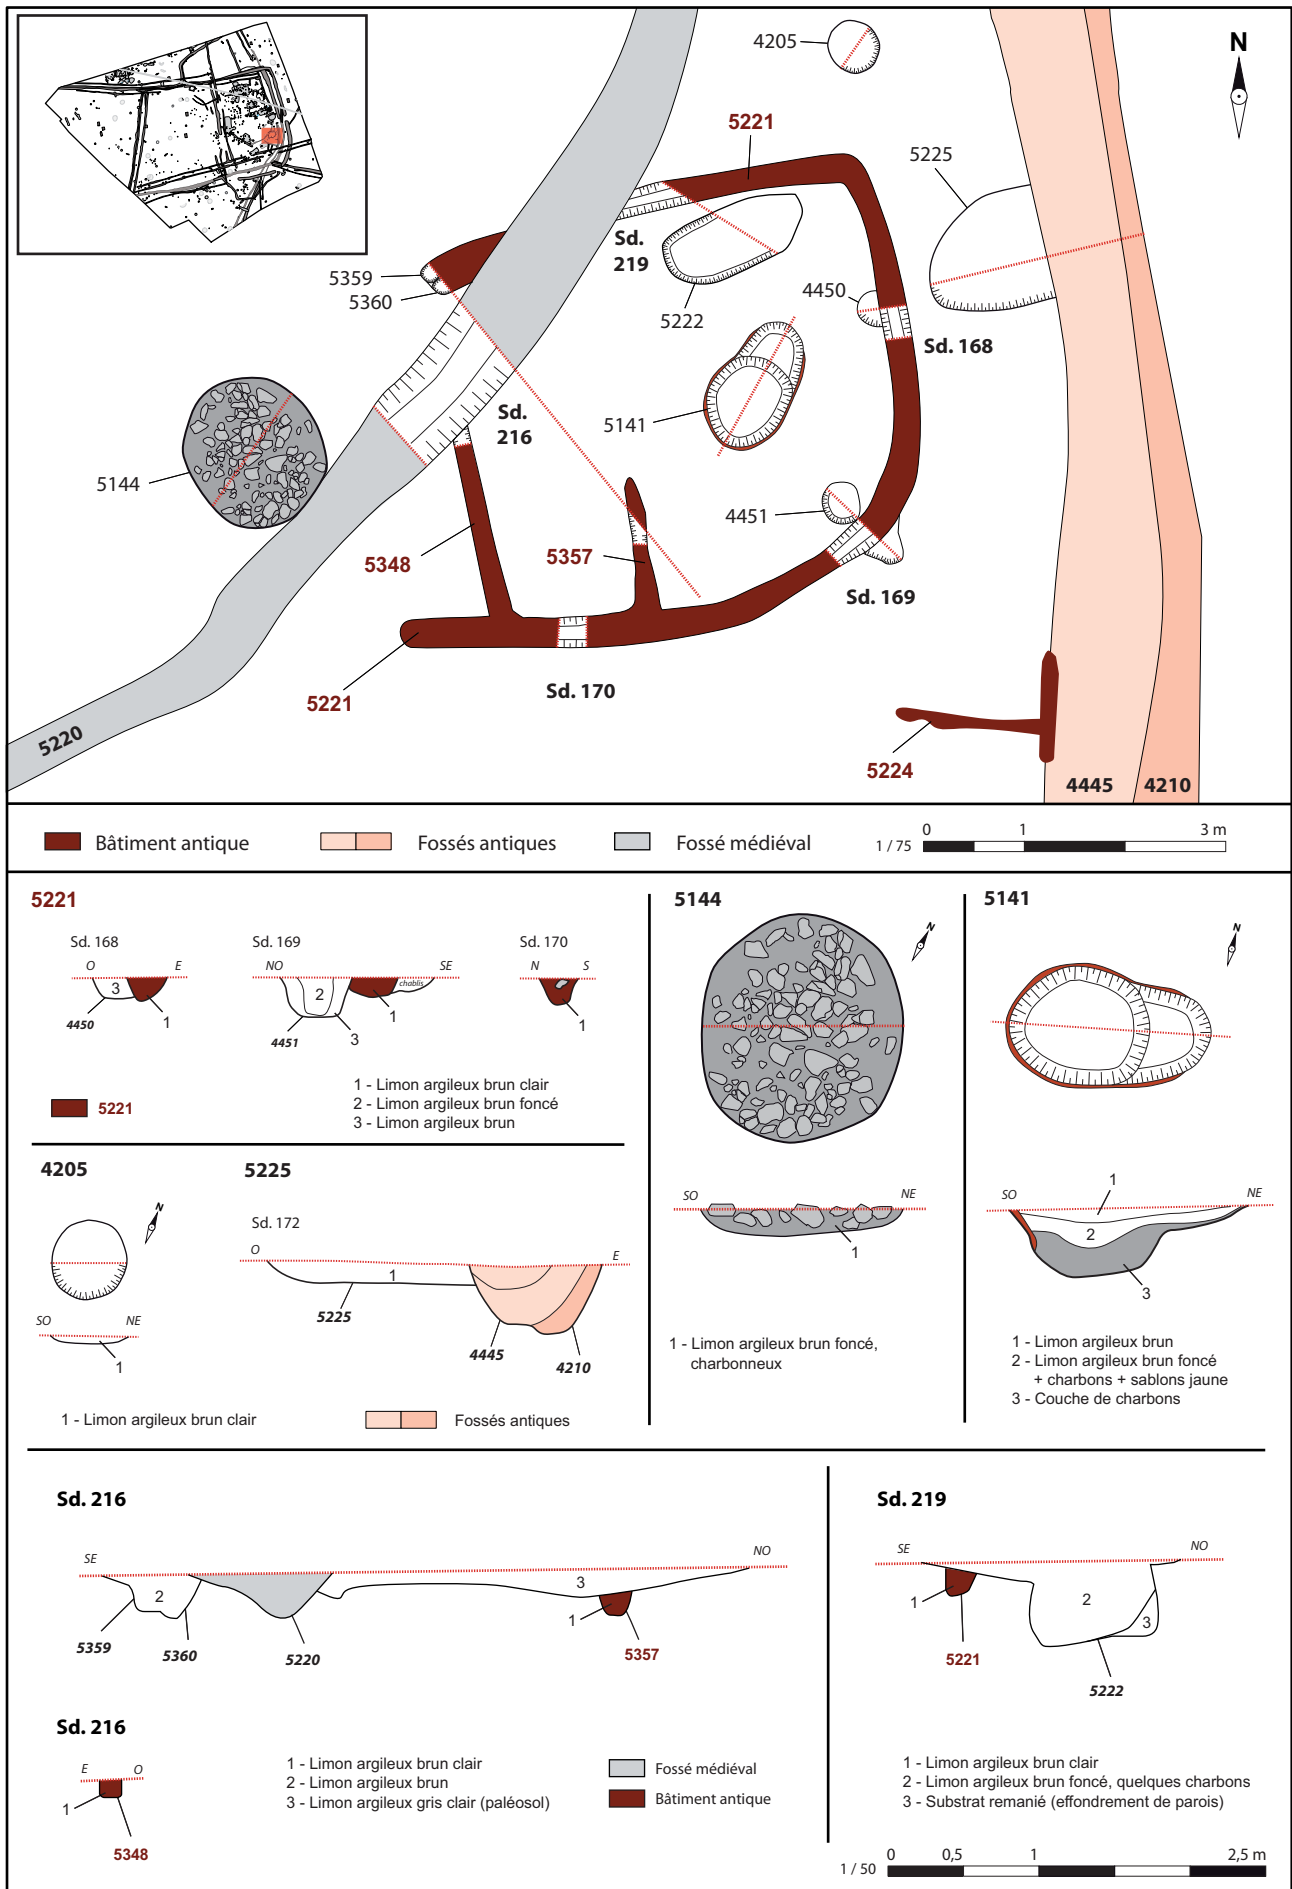 N
4205
5221
5225
Sd.
219
5359
5360
4450
5222
Sd. 168
Sd.
216
5141
5144
4451
5348
5357
Sd. 169
Sd. 170
5221
5220
5224
4445
4210
Bâtiment antique
Fossés antiques
Fossé médiéval
1 / 75
0 1 3 m
5221
Sd. 168
O E
3
4450
1
Sd. 169
NO SE
2
chablis
4451
3
1
Sd. 170
N S
1
5221
1 - Limon argileux brun clair
2 - Limon argileux brun foncé
3 - Limon argileux brun
4205
N
SO NE
1
5225
Sd. 172
O E
1
5225
4445
4210
1 - Limon argileux brun clair
Fossés antiques
5144
N
SO NE
1
1 - Limon argileux brun foncé,
charbonneux
5141
N
SO NE
1
2
3
1 - Limon argileux brun
2 - Limon argileux brun foncé
+ charbons + sablons jaune
3 - Couche de charbons
Sd. 216
SE NO
2
3
1
5359
5360
5220
5357
Sd. 216
E O
1
5348
1 - Limon argileux brun clair
2 - Limon argileux brun
3 - Limon argileux gris clair (paléosol)
Fossé médiéval
Bâtiment antique
Sd. 219
SE NO
1
2
3
5221
5222
1 - Limon argileux brun clair
2 - Limon argileux brun foncé, quelques charbons
3 - Substrat remanié (effondrement de parois)
1 / 50
0 0,5 1 2,5 m